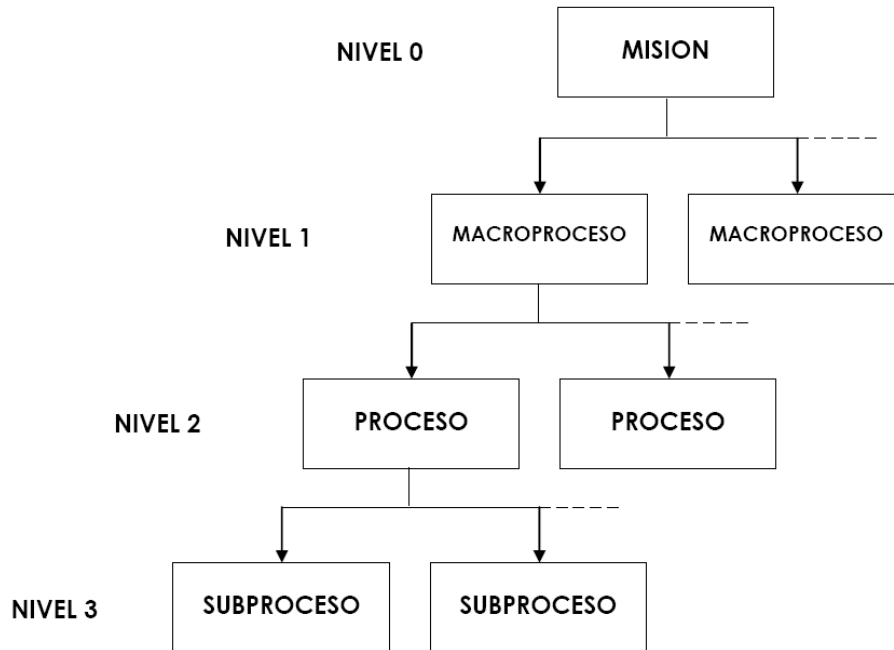 NIVEL 0
MISION
NIVEL 1
MACROPROCESO
MACROPROCESO
NIVEL 2
PROCESO
PROCESO
NIVEL 3
SUBPROCESO
SUBPROCESO